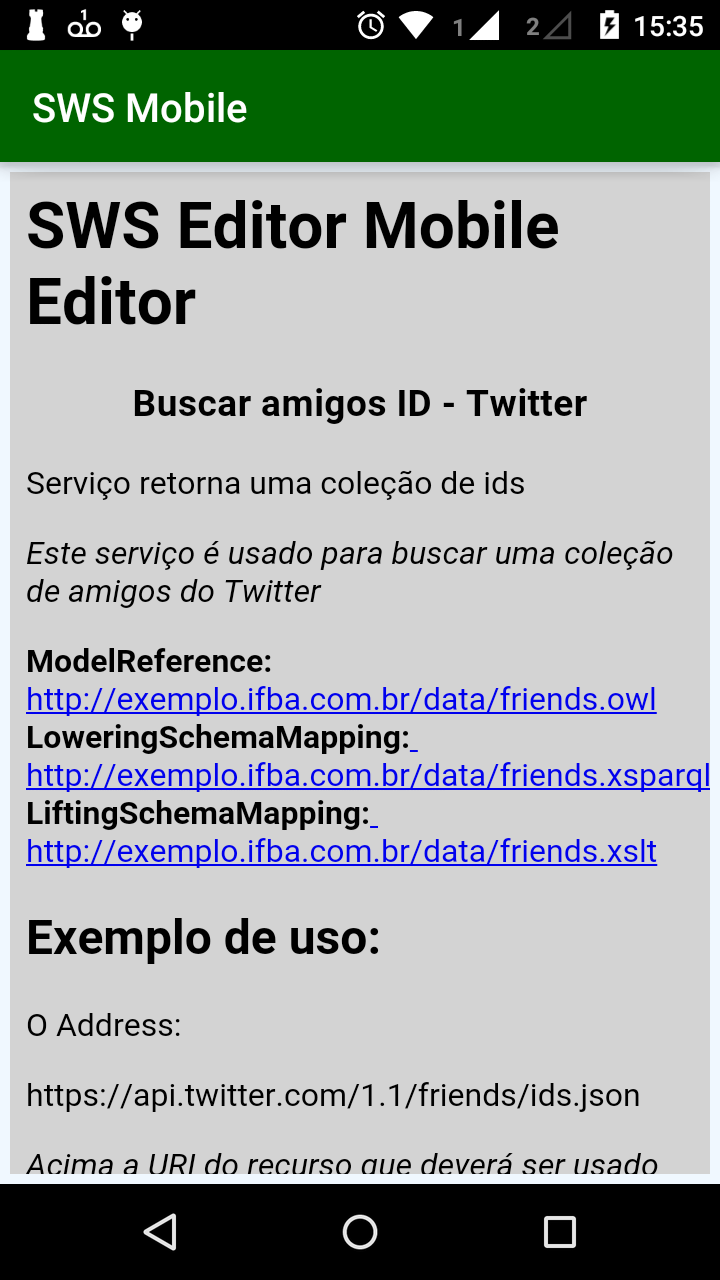 1 2 15:35
SWS Mobile
SWS Editor Mobile
Editor
Buscar amigos ID - Twitter
Serviço retorna uma coleção de ids
Este serviço é usado para buscar uma coleção
de amigos do Twitter
ModelReference:
http://exemplo.ifba.com.br/data/friends.owl
LoweringSchemaMapping:
http://exemplo.ifba.com.br/data/friends.xsparql
LiftingSchemaMapping:
http://exemplo.ifba.com.br/data/friends.xslt
Exemplo de uso:
O Address:
https://api.twitter.com/1.1/friends/ids.json
Acima a URI do recurso que deverá ser usado